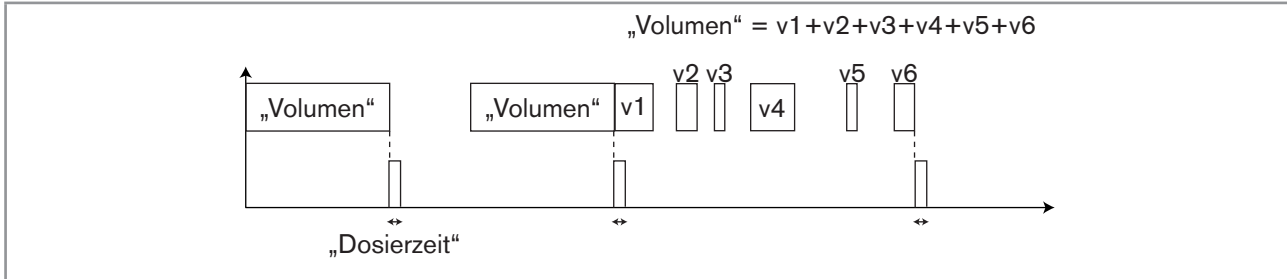 „Volumen“ = v1+v2+v3+v4+v5+v6
v2 v3 v5 v6
„Volumen“ „Volumen“ v1 v4
„Dosierzeit“